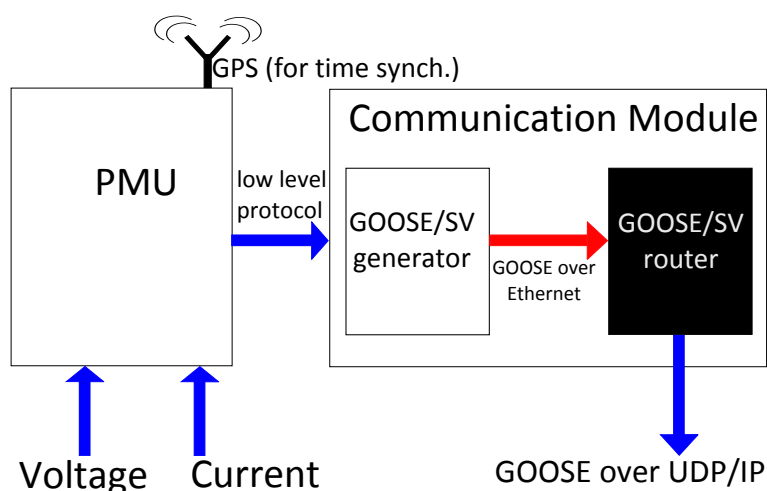 GPS (for time synch.)
Communication Module
PMU
low level
protocol
GOOSE/SV
generator
GOOSE over
Ethernet
GOOSE/SV
router
Voltage
Current
GOOSE over UDP/IP